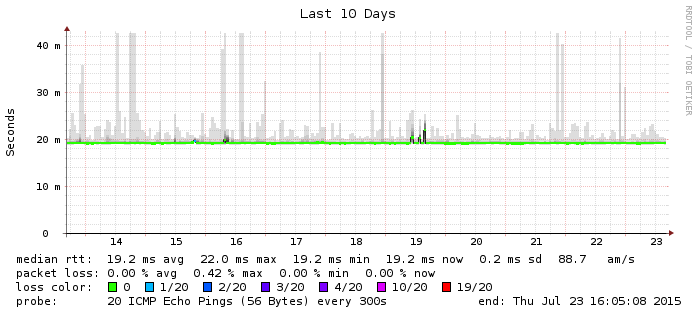 Last 10 Days
RRDTOOL / TOBI OETIKER
Seconds
40 m
30 m
20 m
10 m
0
14 15 16 17 18 19 20 21 22 23
median rtt: 19.2 ms avg 22.0 ms max 19.2 ms min 19.2 ms now 0.2 ms sd 88.7 am/s
packet loss: 0.00 % avg 0.42 % max 0.00 % min 0.00 % now
loss color: 0 1/20 2/20 3/20 4/20 10/20 19/20
probe: 20 ICMP Echo Pings (56 Bytes) every 300s end: Thu Jul 23 16:05:08 2015